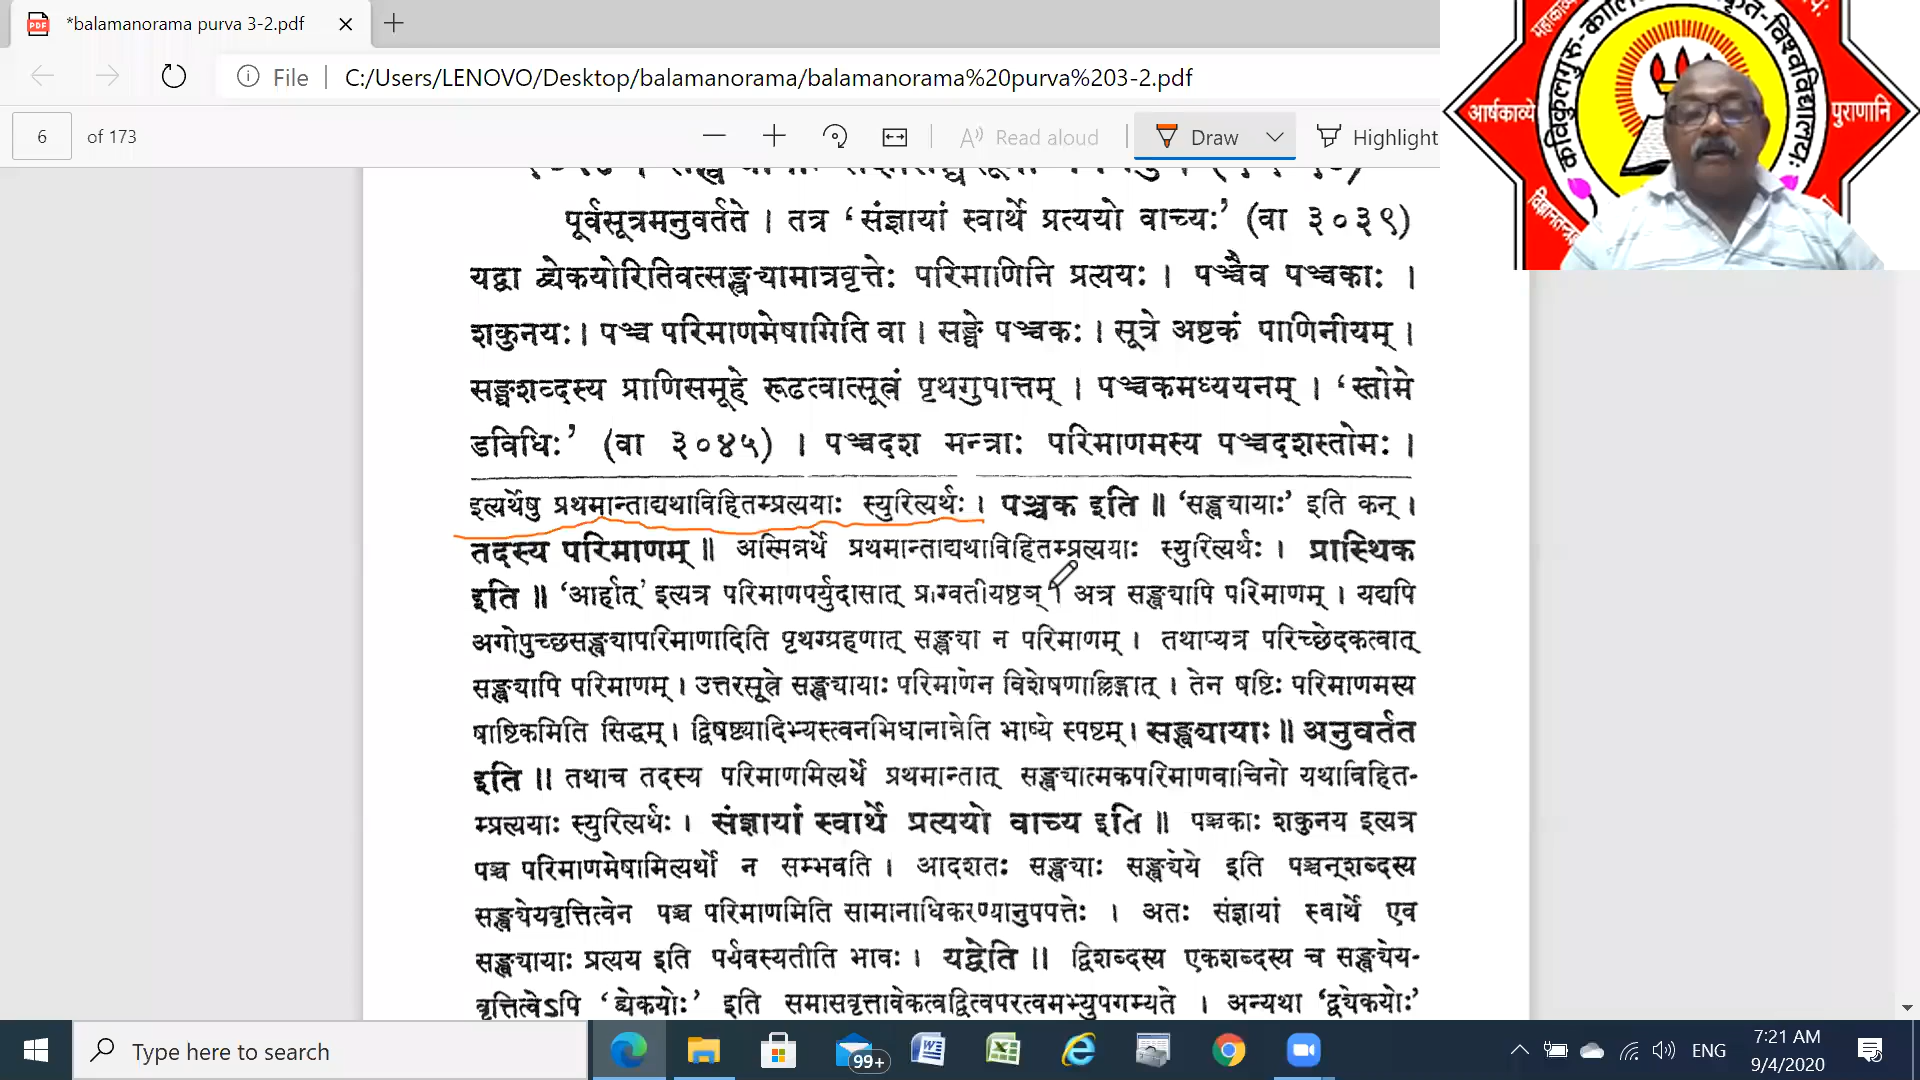 *balamanorama purva 3-2.pdf
File
C:/Users/LENOVO/Desktop/balamanorama/balamanorama%20purva%203-2.pdf
6 of 173
Read aloud
Draw
Highlight
आर्षकाव्ये
पुराणानि
पूर्वसूत्रमनुवर्तते । तत्र ‘संज्ञायां स्वार्थे प्रत्ययो वाच्यः’ (वा ३०३९)
यद्वा द्व्येकयोरितिवत्सङ्ख्यामात्रवृत्तेः परिमाणिनि प्रत्ययः । पञ्चैव पञ्चकाः ।
शकुनयः । पञ्च परिमाणमेषामिति वा । सङ्घे पञ्चकः । सूत्रे अष्टकं पाणिनीयम् ।
सङ्घशब्दस्य प्राणिसमूहे रूढत्वात्सूत्रं पृथगुपात्तम् । पञ्चकमध्ययनम् । ‘स्तोमे
डविधिः’ (वा ३०४५) । पञ्चदश मन्त्राः परिमाणमस्य पञ्चदशस्तोमः ।
इत्यर्थेषु प्रथमान्ताद्यथाविहितम्प्रत्ययाः स्युरित्यर्थः । पञ्चक इति ॥ ‘सङ्ख्यायाः’ इति कन् ।
तदस्य परिमाणम् ॥ अस्मिन्नर्थे प्रथमान्ताद्यथाविहितम्प्रत्ययाः स्युरित्यर्थः । प्रास्थिक
इति ॥ ‘आर्हात्’ इत्यत्र परिमाणपर्युदासात् प्राग्वतीयष्ठञ् । अत्र सङ्ख्यापि परिमाणम् । यद्यपि
अगोपुच्छसङ्ख्यापरिमाणादिति पृथग्ग्रहणात् सङ्ख्या न परिमाणम् । तथाप्यत्र परिच्छेदकत्वात्
सङ्ख्यापि परिमाणम् । उत्तरसूत्रे सङ्ख्यायाः परिमाणेन विशेषणाल्लिङ्गात् । तेन षष्टिः परिमाणमस्य
षाष्टिकमिति सिद्धम् । द्विषष्ट्यादिभ्यस्त्वनभिधानान्नेति भाष्ये स्पष्टम् । सङ्ख्यायाः ॥ अनुवर्तत
इति ॥ तथाच तदस्य परिमाणमित्यर्थे प्रथमान्तात् सङ्ख्यात्मकपरिमाणवाचिनो यथाविहित-
म्प्रत्ययाः स्युरित्यर्थः । संज्ञायां स्वार्थे प्रत्ययो वाच्य इति ॥ पञ्चकाः शकुनय इत्यत्र
पञ्च परिमाणमेषामित्यर्थो न सम्भवति । आदशतः सङ्ख्याः सङ्ख्येये इति पञ्चन्शब्दस्य
सङ्ख्येयवृत्तित्वेन पञ्च परिमाणमिति सामानाधिकरण्यानुपपत्तेः । अतः संज्ञायां स्वार्थे एव
सङ्ख्यायाः प्रत्यय इति पर्यवस्यतीति भावः । यद्वेति ॥ द्विशब्दस्य एकशब्दस्य च सङ्ख्येय-
वृत्तित्वेऽपि ‘द्व्येकयोः’ इति समासवृत्तावेकत्वद्वित्वपरत्वमभ्युपगम्यते । अन्यथा ‘द्व्येकयोः’
Type here to search
99+
ENG
7:21 AM
9/4/2020